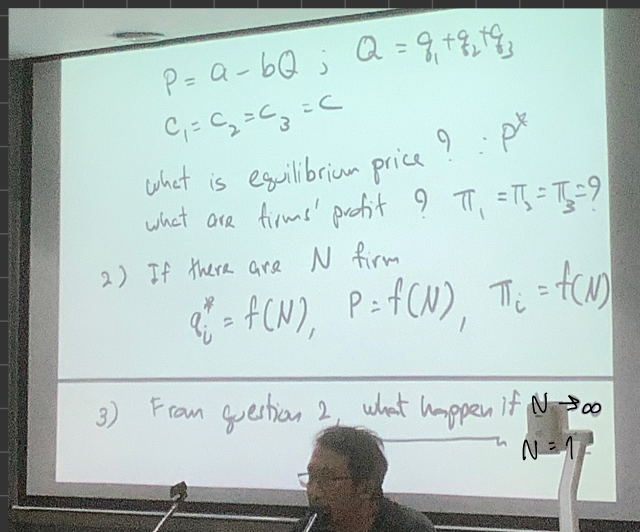 P = a - bQ ; Q = q₁+q₂+q₃
C₁ = C₂ = C₃ = C
what is equilibrium price ? : P*
what are firms' profit ? π₁ = π₂ = π₃ = ?
2) If there are N firm
qᵢ* = f(N), P = f(N), πᵢ = f(N)
3) From question 2, what happen if N → ∞
N = 1